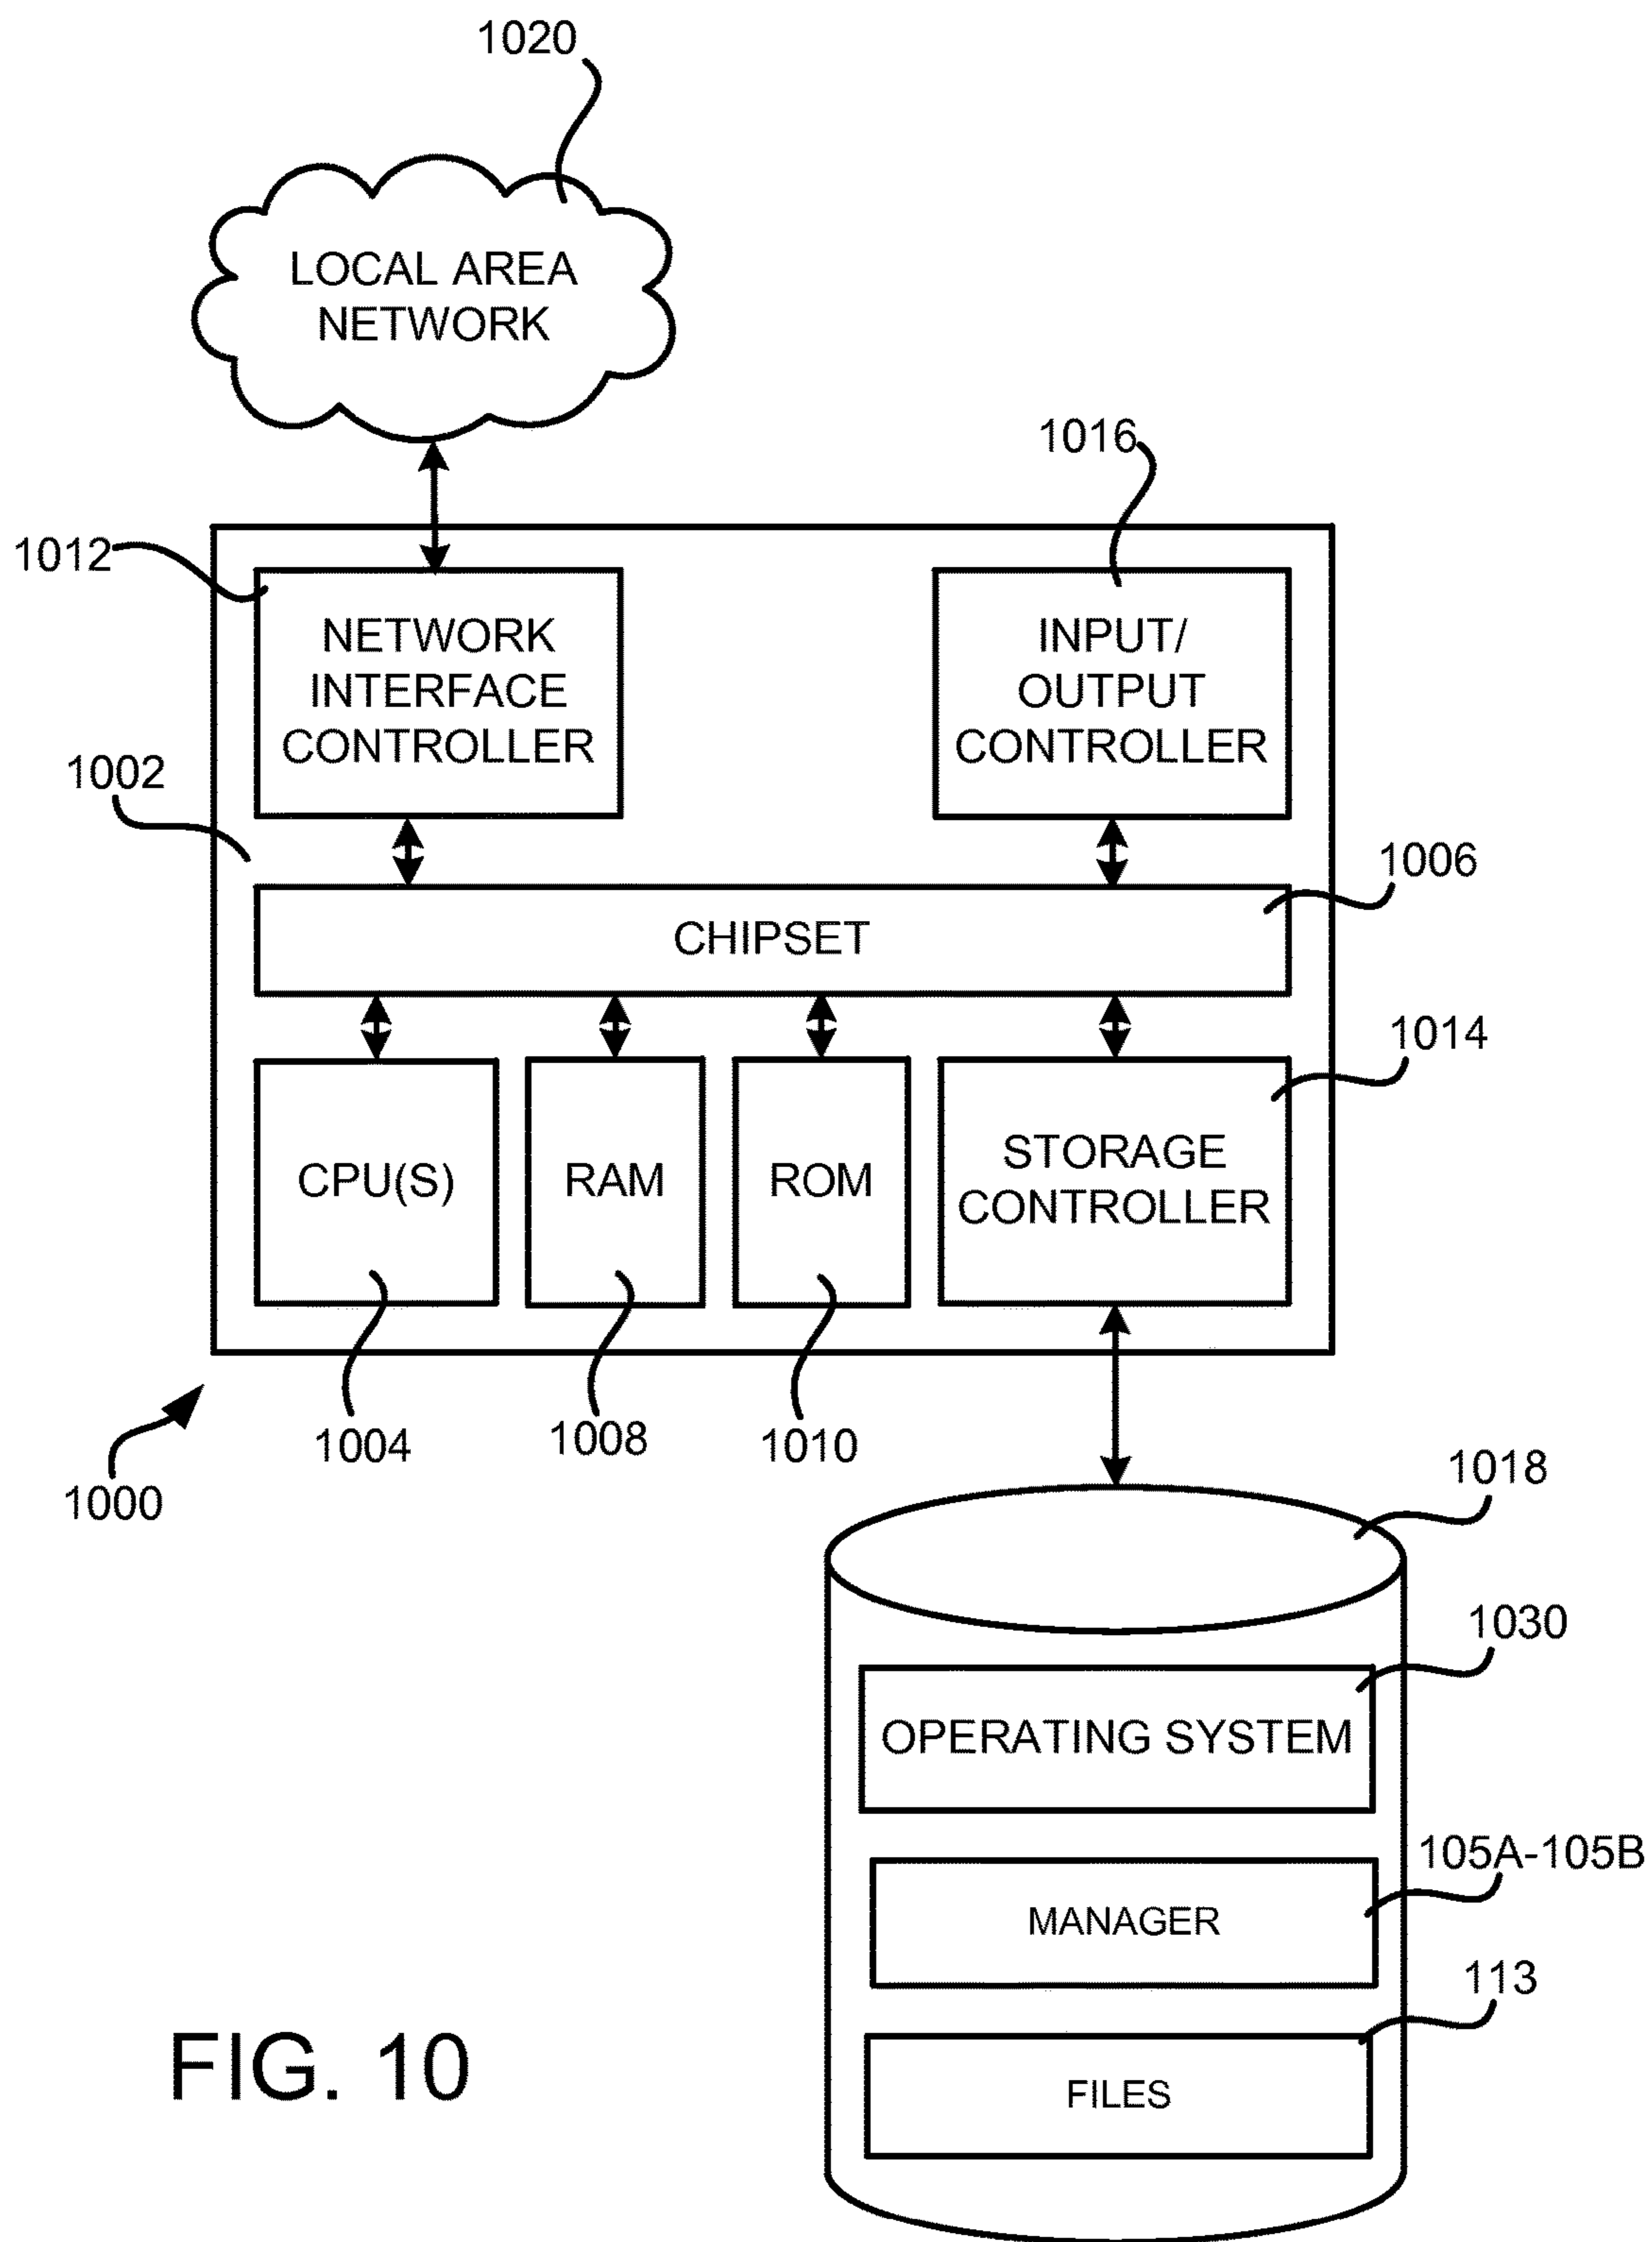 1020
LOCAL AREA
NETWORK
1016
1012
NETWORK
INTERFACE
CONTROLLER
INPUT/
OUTPUT
CONTROLLER
1002
1006
CHIPSET
1014
CPU(S)
RAM
ROM
STORAGE
CONTROLLER
1004
1008
1010
1000
1018
1030
OPERATING SYSTEM
105A-105B
MANAGER
113
FILES
FIG. 10